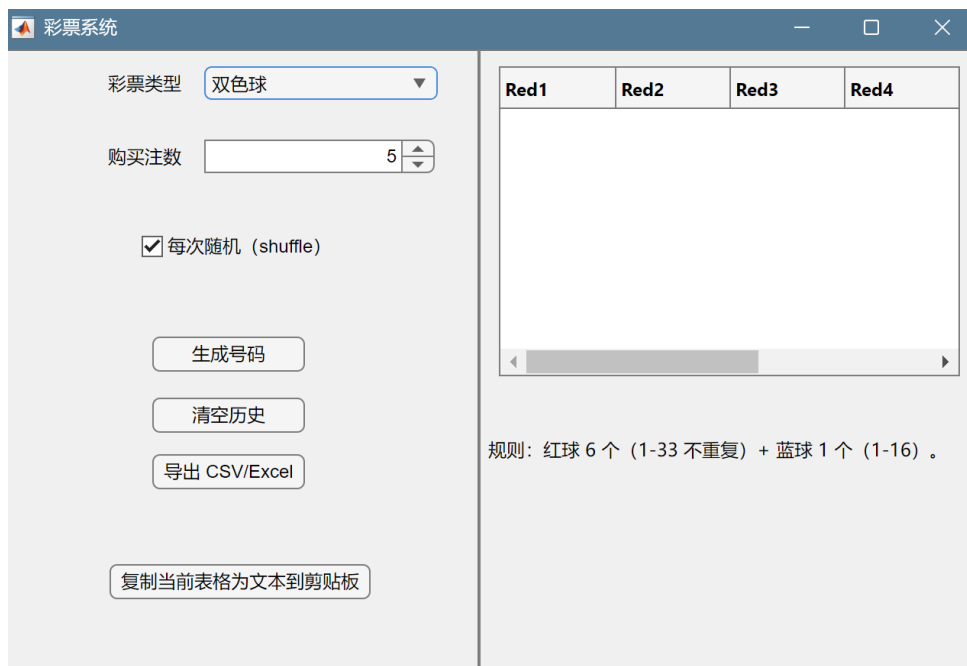 彩票系统
彩票类型 双色球
购买注数 5
每次随机（shuffle）
生成号码
清空历史
导出 CSV/Excel
复制当前表格为文本到剪贴板
Red1 Red2 Red3 Red4
规则：红球 6 个（1-33 不重复）+ 蓝球 1 个（1-16）。